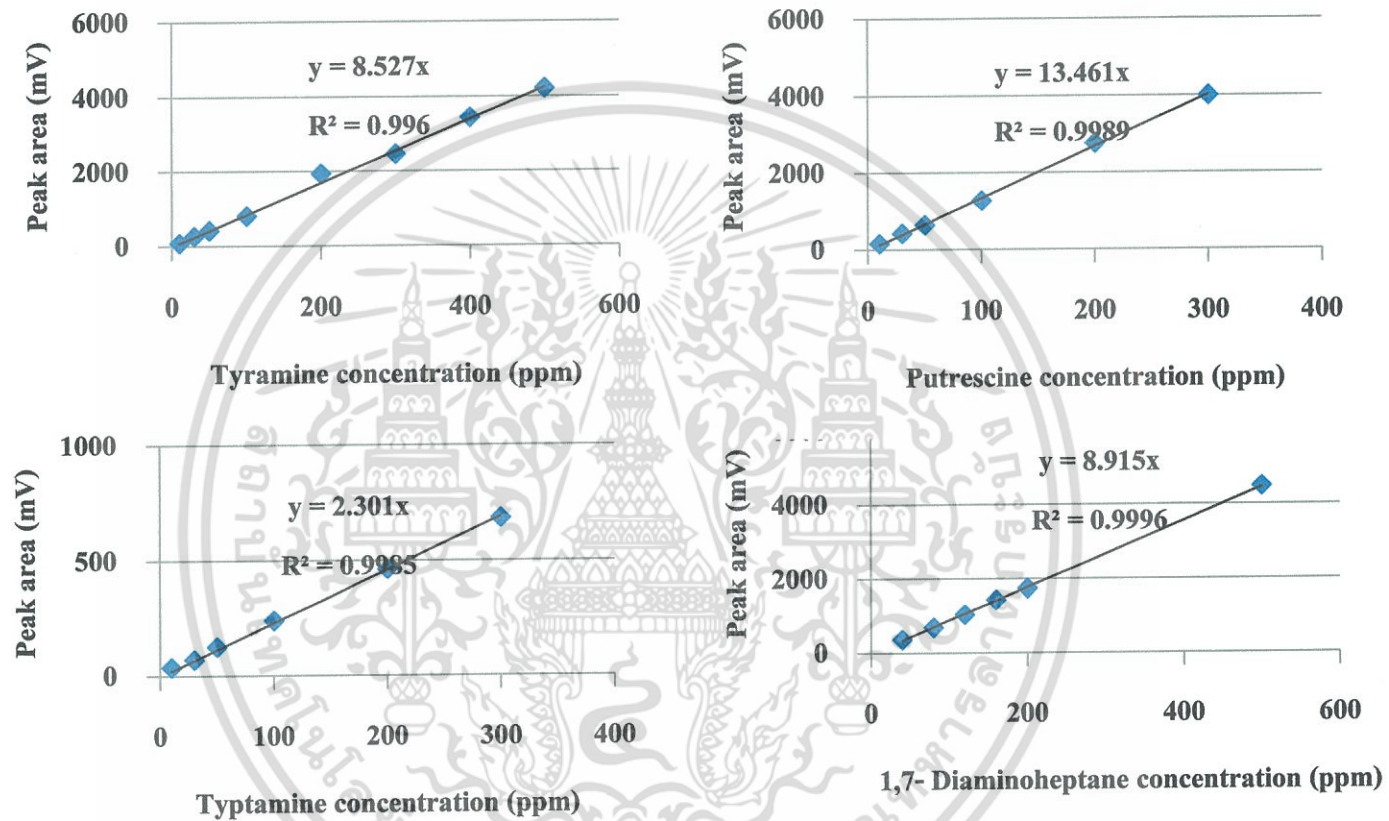 6000
4000
2000
0
Peak area (mV)
y = 8.527x
R² = 0.996
0 200 400 600
Tyramine concentration (ppm)
6000
4000
2000
0
Peak area (mV)
y = 13.461x
R² = 0.9989
0 100 200 300 400
Putrescine concentration (ppm)
1000
500
0
Peak area (mV)
y = 2.301x
R² = 0.9985
0 100 200 300 400
Typtamine concentration (ppm)
4000
2000
0
Peak area (mV)
y = 8.915x
R² = 0.9996
0 200 400 600
1,7- Diaminoheptane concentration (ppm)